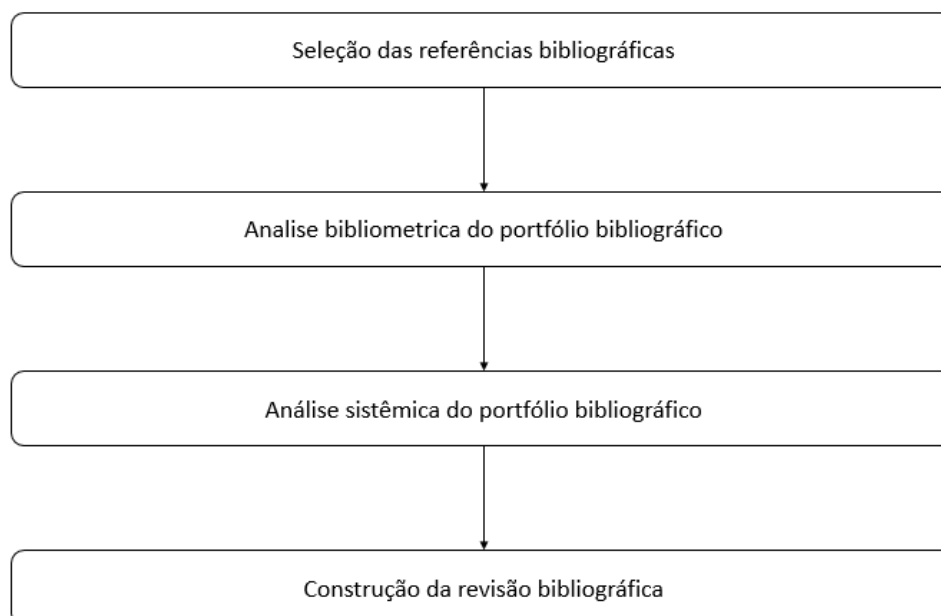 Seleção das referências bibliográficas
Analise bibliometrica do portfólio bibliográfico
Análise sistêmica do portfólio bibliográfico
Construção da revisão bibliográfica